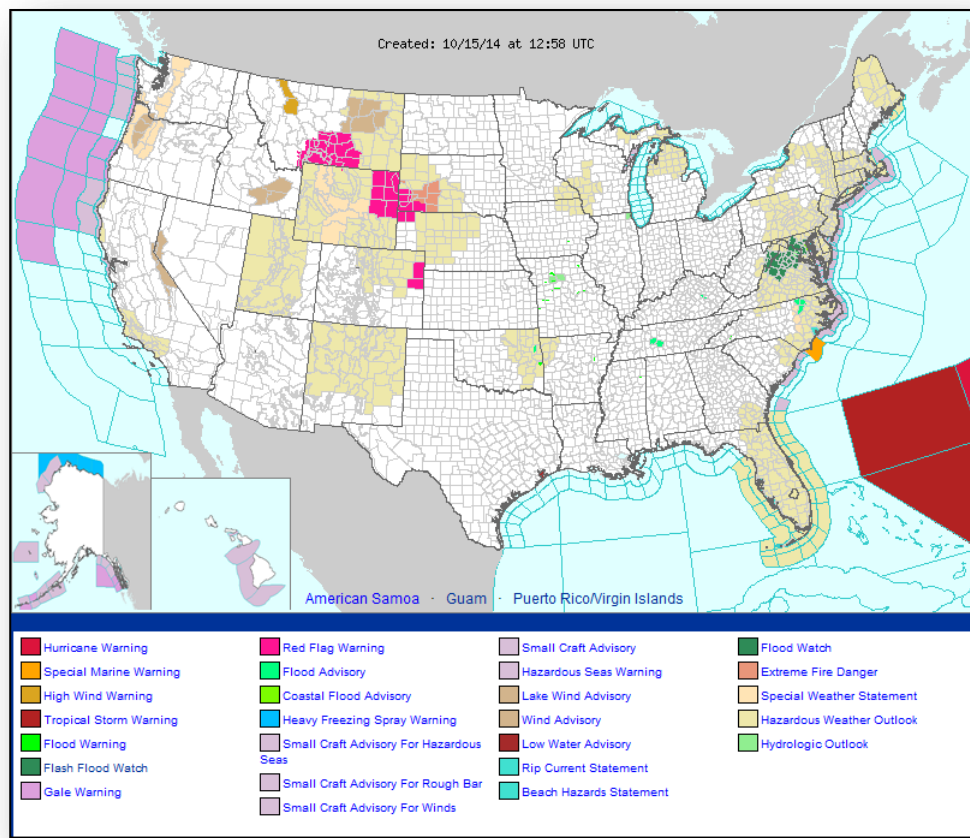 Created: 10/15/14 at 12:58 UTC
American Samoa · Guam · Puerto Rico/Virgin Islands
Hurricane Warning
Special Marine Warning
High Wind Warning
Tropical Storm Warning
Flood Warning
Flash Flood Watch
Gale Warning
Red Flag Warning
Flood Advisory
Coastal Flood Advisory
Heavy Freezing Spray Warning
Small Craft Advisory For Hazardous
Seas
Small Craft Advisory For Rough Bar
Small Craft Advisory For Winds
Small Craft Advisory
Hazardous Seas Warning
Lake Wind Advisory
Wind Advisory
Low Water Advisory
Rip Current Statement
Beach Hazards Statement
Flood Watch
Extreme Fire Danger
Special Weather Statement
Hazardous Weather Outlook
Hydrologic Outlook